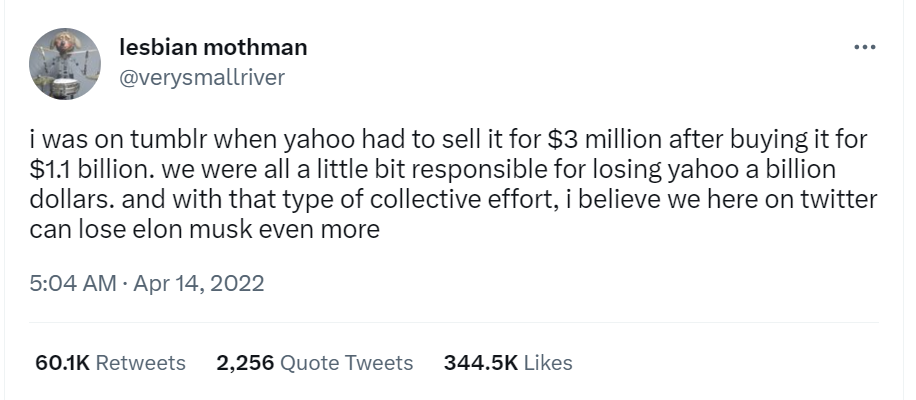 lesbian mothman
@verysmallriver
i was on tumblr when yahoo had to sell it for $3 million after buying it for
$1.1 billion. we were all a little bit responsible for losing yahoo a billion
dollars. and with that type of collective effort, i believe we here on twitter
can lose elon musk even more
5:04 AM · Apr 14, 2022
60.1K Retweets 2,256 Quote Tweets 344.5K Likes